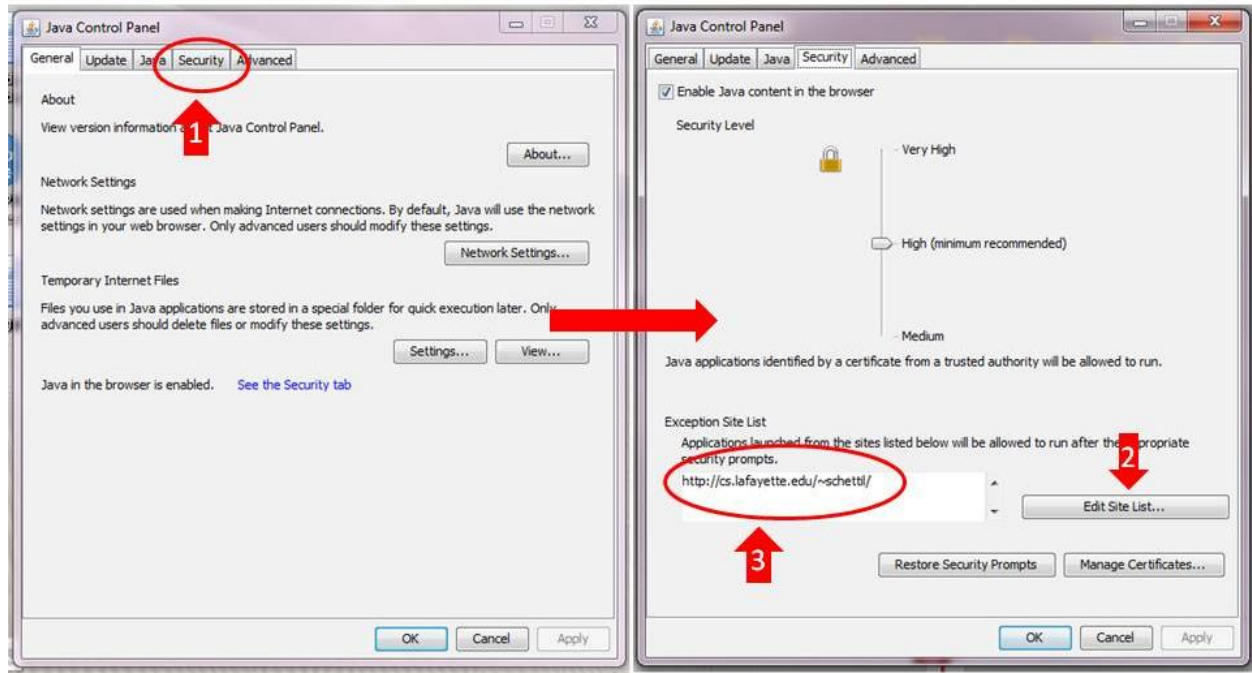 Java Control Panel
General Update Java Security Advanced
About
View version information about Java Control Panel.
1
About...
Network Settings
Network settings are used when making Internet connections. By default, Java will use the network
settings in your web browser. Only advanced users should modify these settings.
Network Settings...
Temporary Internet Files
Files you use in Java applications are stored in a special folder for quick execution later. Only
advanced users should delete files or modify these settings.
Settings... View...
Java in the browser is enabled. See the Security tab
OK Cancel Apply
Java Control Panel
General Update Java Security Advanced
Enable Java content in the browser
Security Level
Very High
High (minimum recommended)
Medium
Java applications identified by a certificate from a trusted authority will be allowed to run.
Exception Site List
Applications launched from the sites listed below will be allowed to run after the appropriate
security prompts.
2
http://cs.lafayette.edu/~schettil/
Edit Site List...
3
Restore Security Prompts Manage Certificates...
OK Cancel Apply